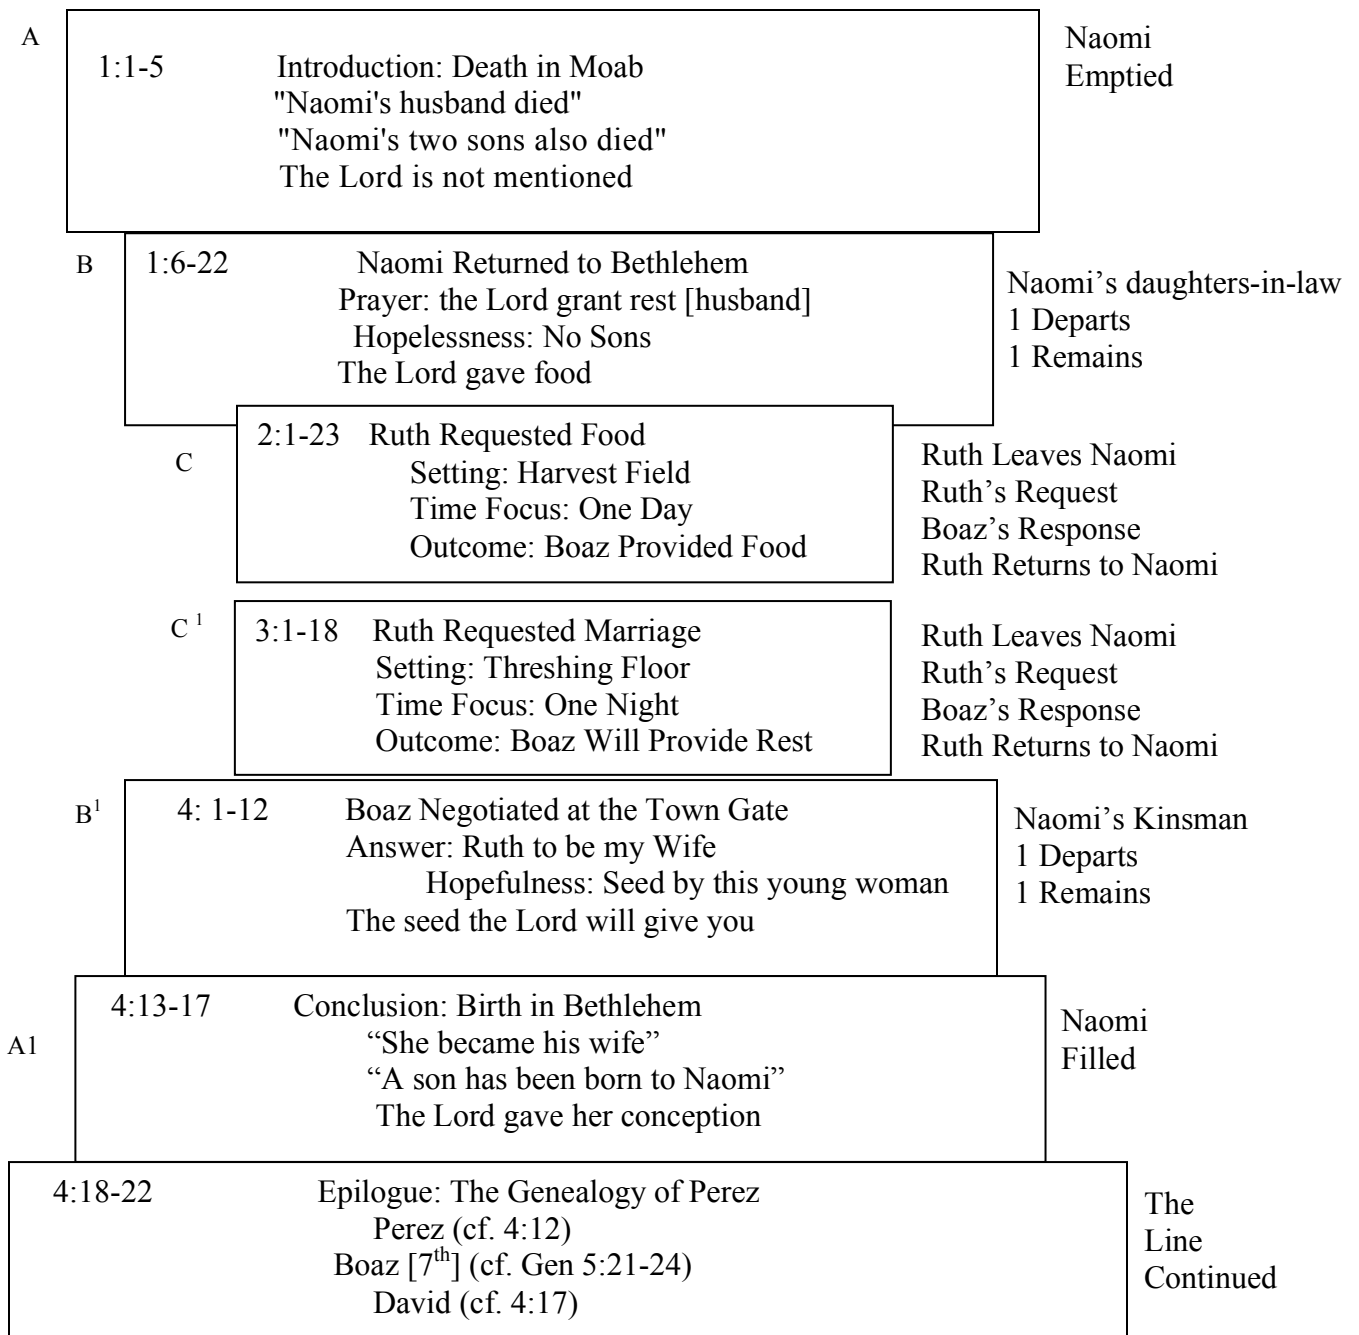 A
1:1-5 Introduction: Death in Moab
"Naomi's husband died"
"Naomi's two sons also died"
The Lord is not mentioned
Naomi
Emptied
B
1:6-22 Naomi Returned to Bethlehem
Prayer: the Lord grant rest [husband]
Hopelessness: No Sons
The Lord gave food
Naomi’s daughters-in-law
1 Departs
1 Remains
C
2:1-23 Ruth Requested Food
Setting: Harvest Field
Time Focus: One Day
Outcome: Boaz Provided Food
Ruth Leaves Naomi
Ruth’s Request
Boaz’s Response
Ruth Returns to Naomi
C 1
3:1-18 Ruth Requested Marriage
Setting: Threshing Floor
Time Focus: One Night
Outcome: Boaz Will Provide Rest
Ruth Leaves Naomi
Ruth’s Request
Boaz’s Response
Ruth Returns to Naomi
B1
4: 1-12 Boaz Negotiated at the Town Gate
Answer: Ruth to be my Wife
Hopefulness: Seed by this young woman
The seed the Lord will give you
Naomi’s Kinsman
1 Departs
1 Remains
A1
4:13-17 Conclusion: Birth in Bethlehem
“She became his wife”
“A son has been born to Naomi”
The Lord gave her conception
Naomi
Filled
4:18-22 Epilogue: The Genealogy of Perez
Perez (cf. 4:12)
Boaz [7th] (cf. Gen 5:21-24)
David (cf. 4:17)
The
Line
Continued